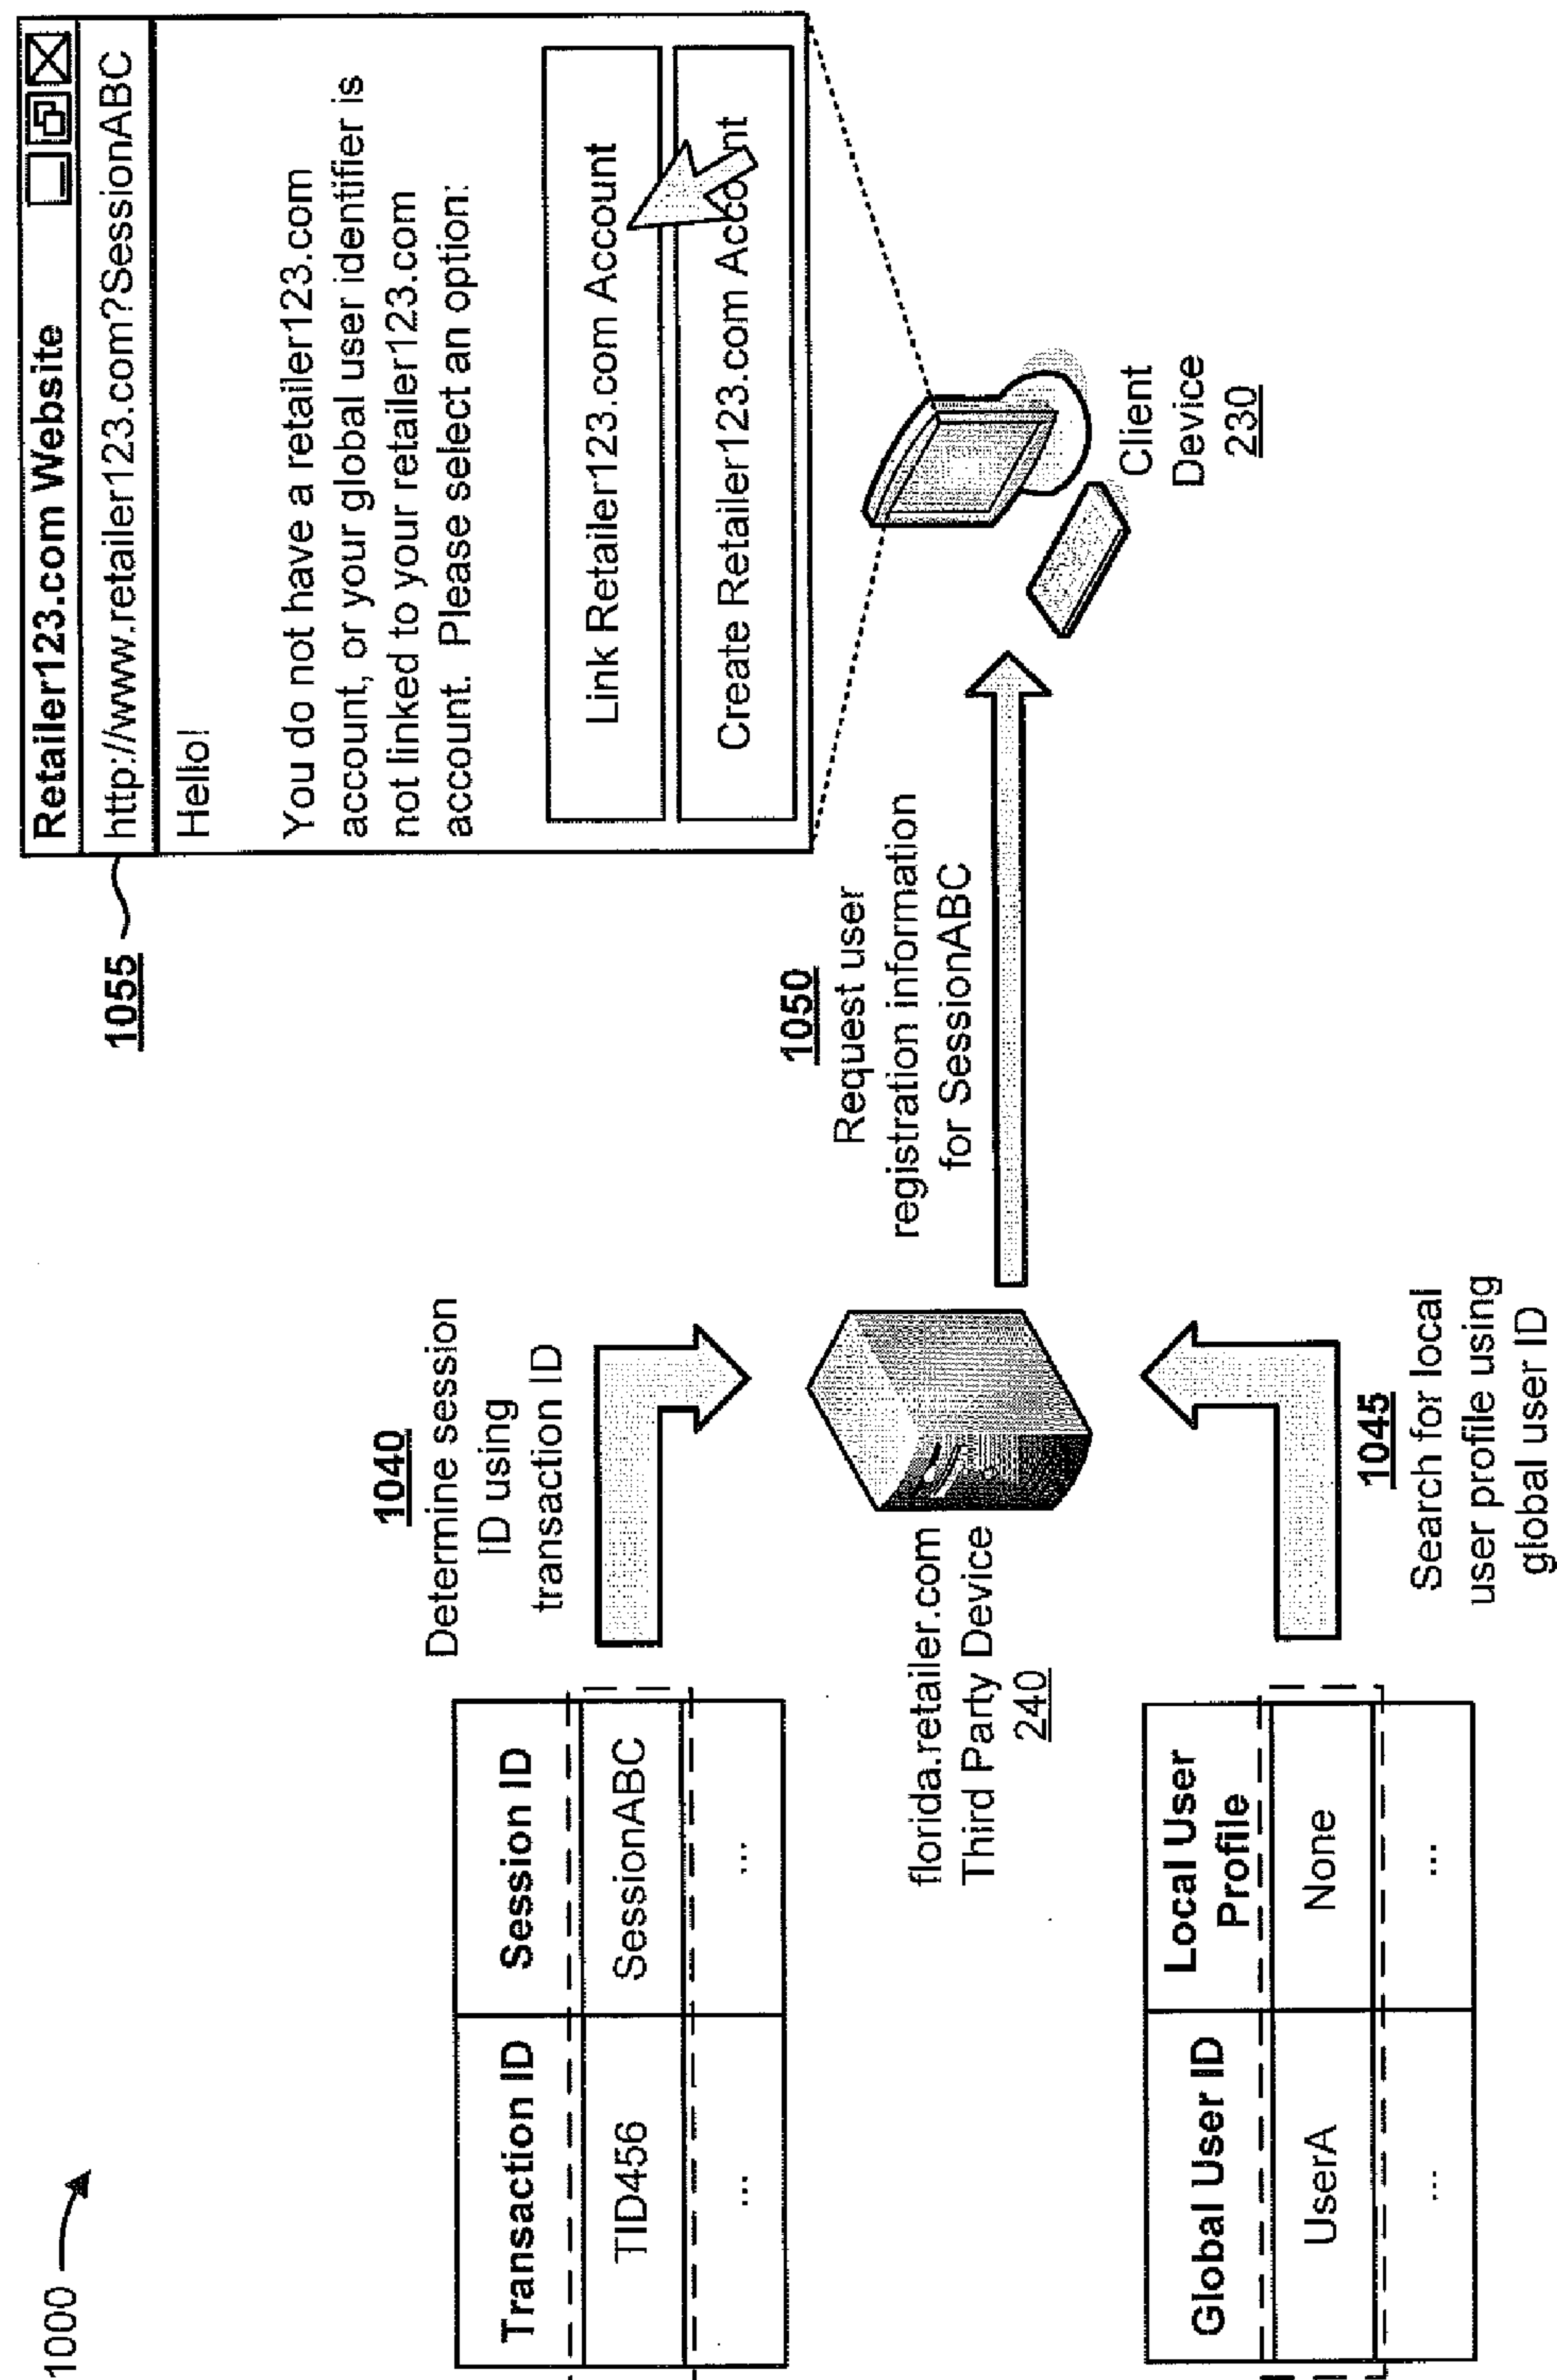 1000
Transaction ID
Session ID
TID456
SessionABC
...
...
1040
Determine session
ID using
transaction ID
Global User ID
Local User
Profile
UserA
None
...
...
1045
Search for local
user profile using
global user ID
florida.retailer.com
Third Party Device
240
1050
Request user
registration information
for SessionABC
Client
Device
230
1055
Retailer123.com Website
http://www.retailer123.com?SessionABC
Hello!
You do not have a retailer123.com
account, or your global user identifier is
not linked to your retailer123.com
account. Please select an option:
Link Retailer123.com Account
Create Retailer123.com Account